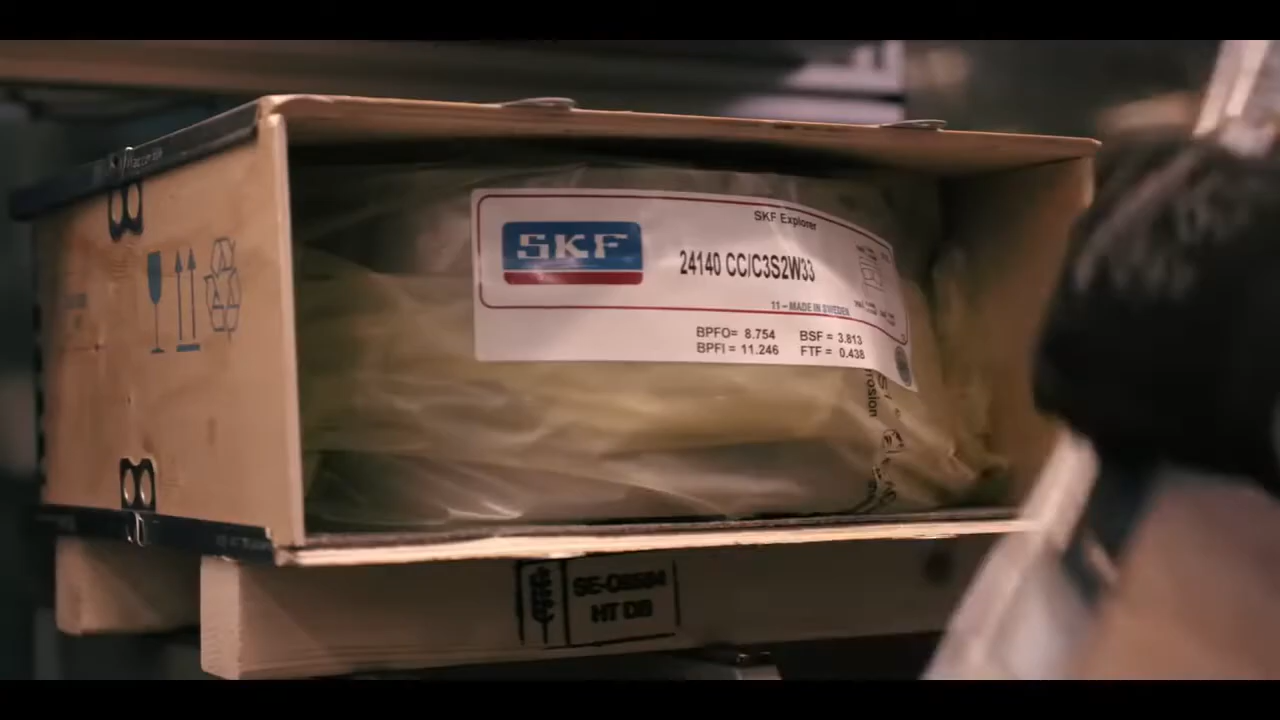 SKF
SKF Explorer
24140 CC/C3S2W33
11-MADE IN SWEDEN
BPFO= 8.754 BSF = 3.813
BPFI = 11.246 FTF = 0.438
rosion
HT DB